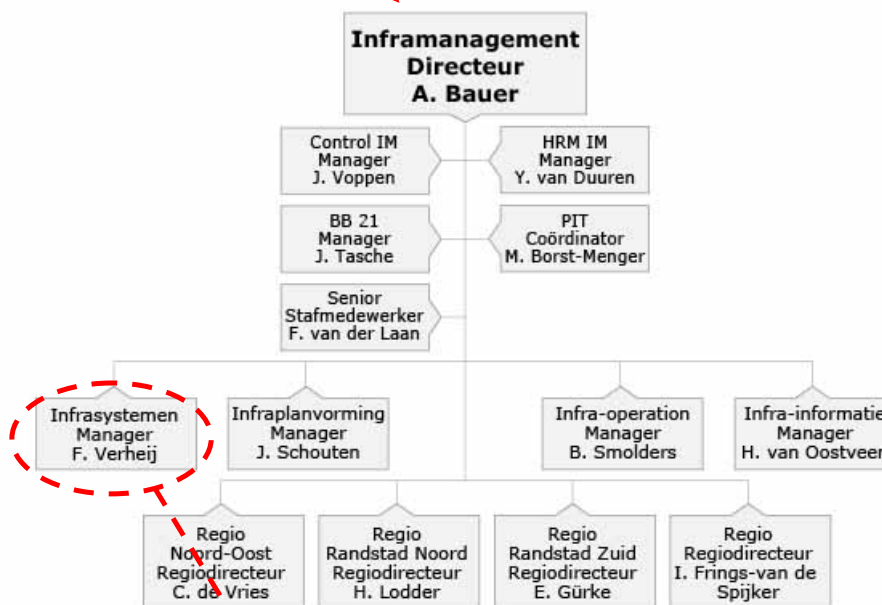 Inframanagement
Directeur
A. Bauer
Control IM
Manager
J. Voppen
HRM IM
Manager
Y. van Duuren
BB 21
Manager
J. Tasche
PIT
Coördinator
M. Borst-Menger
Senior
Stafmedewerker
F. van der Laan
Infrasystemen
Manager
F. Verheij
Infraplanvorming
Manager
J. Schouten
Infra-operation
Manager
B. Smolders
Infra-informatie
Manager
H. van Oostveen
Regio
Noord-Oost
Regiodirecteur
C. de Vries
Regio
Randstad Noord
Regiodirecteur
H. Lodder
Regio
Randstad Zuid
Regiodirecteur
E. Gürke
Regio
Regiodirecteur
I. Frings-van de
Spijker